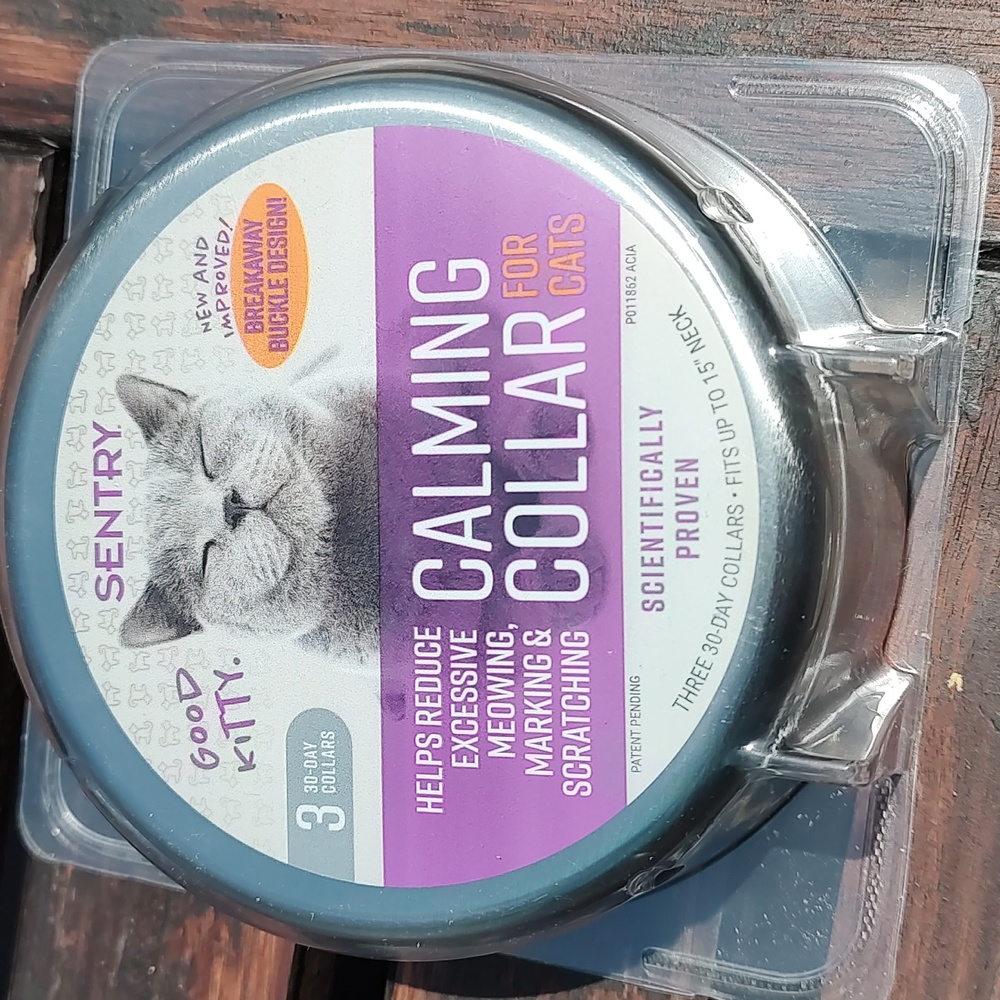 SENTRY
GOOD
KITTY.
NEW AND
IMPROVED!
BREAKAWAY
BUCKLE DESIGN!
3 30-DAY
COLLARS
HELPS REDUCE
EXCESSIVE
MEOWING,
MARKING &
SCRATCHING
CALMING
COLLAR FOR
CATS
PATENT PENDING
P011862 ACIA
SCIENTIFICALLY
PROVEN
THREE 30-DAY COLLARS • FITS UP TO 15" NECK